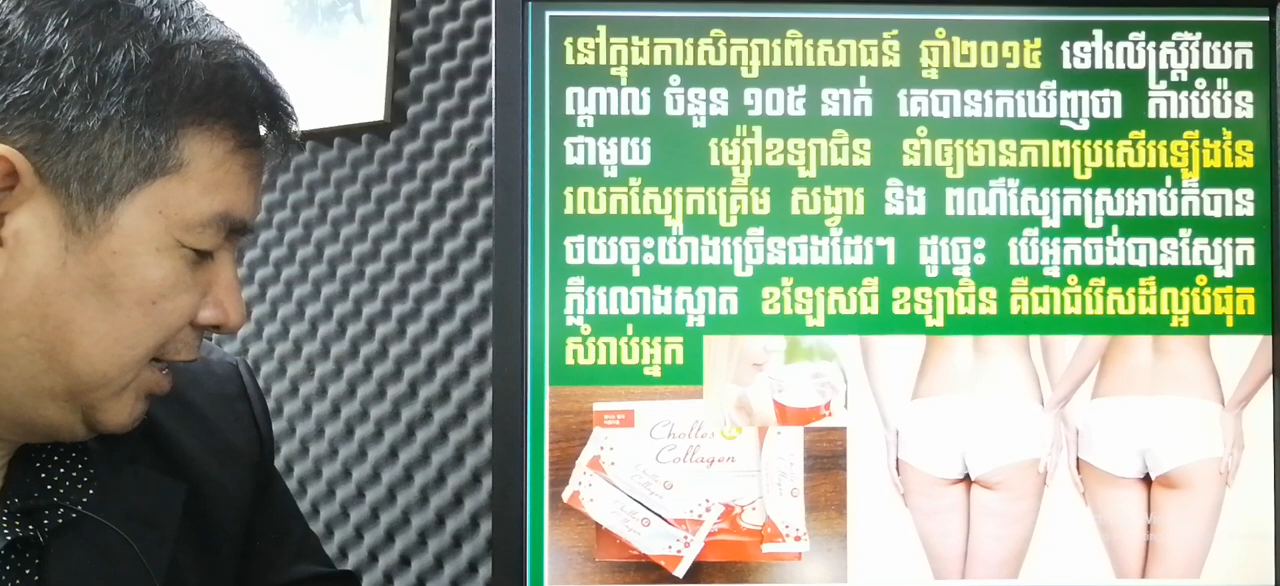 នៅក្នុងការសិក្សារពិសោធន៍ ឆ្នាំ២០១៥ ទៅលើស្ត្រីវ័យក
ណ្តាល ចំនួន ១០៥ នាក់ គេបានរកឃើញថា ការបំប៉ន
ជាមួយ ម្ស៉ៅខឡាជិន នាំឲ្យមានភាពប្រសើរឡើងនៃ
រលកស្បែកគ្រើម សង្វារ និង ពណ៏ស្បែកស្រអាប់ក៏បាន
ថយចុះយ៉ាងច្រើនផងដែរ។ ដូច្នេះ បើអ្នកចង់បានស្បែក
ភ្លឺរលោងស្អាត ខឡែសជី ខឡាជិន គឺជាជំរើសដ៏ល្អបំផុត
សំរាប់អ្នក
Cholles
Collagen
Collagen
Cholles
Collagen